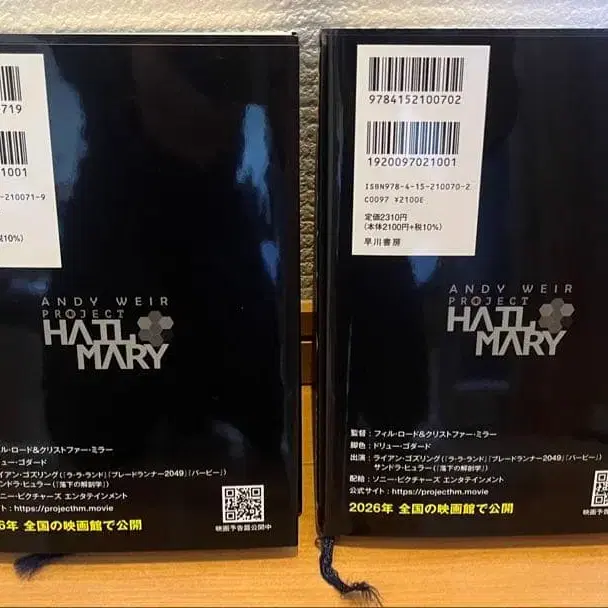 719
1001
-210071-9
税10%)
ANDY WEIR
PROJECT
HAIL
MARY
ィル・ロード&クリストファー・ミラー
リュー・ゴダード
イアン・ゴズリング(『ラ・ラ・ランド』『ブレードランナー2049』『バービー』)
ンドラ・ヒュラー(『落下の解剖学』)
ニー・ピクチャーズ エンタテインメント
ト:https://projecthm.movie
6年 全国の映画館で公開
映画予告篇公開中
9784152100702
1920097021001
ISBN978-4-15-210070-2
C0097 ¥2100E
定価2310円
(本体2100円+税10%)
早川書房
ANDY WEIR
PROJECT
HAIL
MARY
監督:フィル・ロード&クリストファー・ミラー
脚色:ドリュー・ゴダード
出演:ライアン・ゴズリング(『ラ・ラ・ランド』『ブレードランナー2049』『バービー』)
サンドラ・ヒュラー(『落下の解剖学』)
配給:ソニー・ピクチャーズ エンタテインメント
公式サイト:https://projecthm.movie
2026年 全国の映画館で公開
映画予告篇